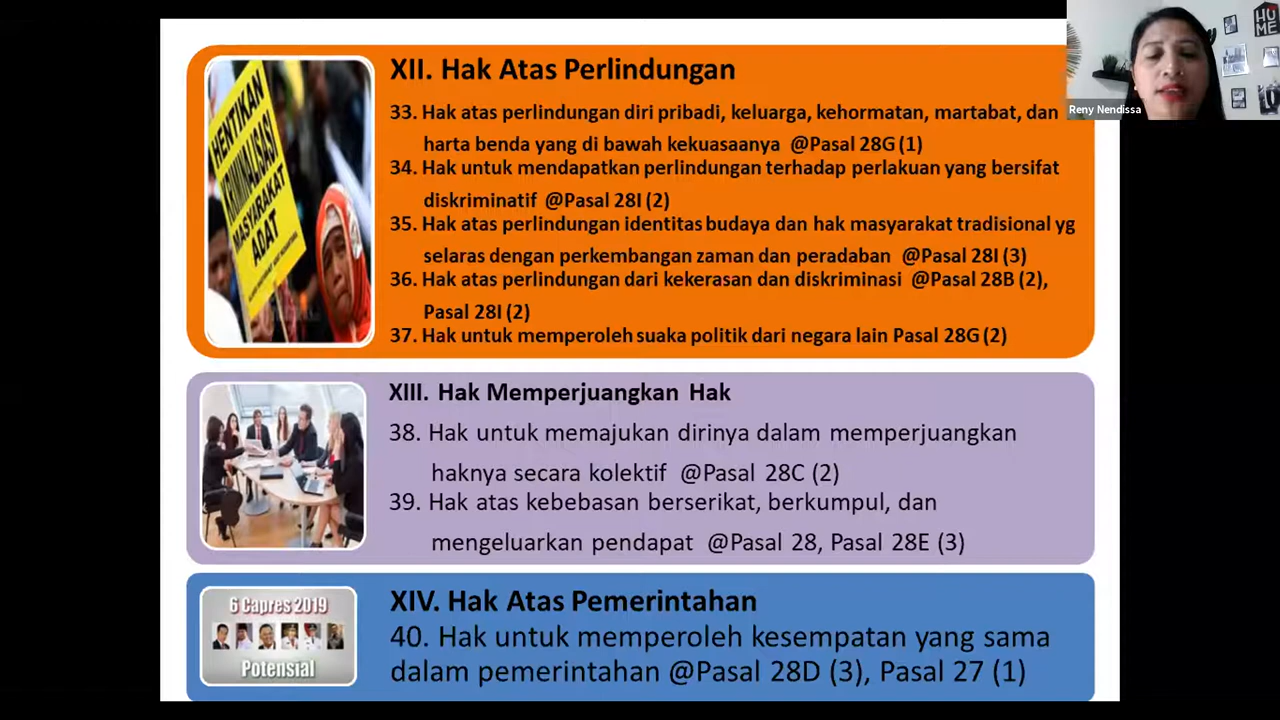 HENTIKAN
KRIMINALISASI
MASYARAKAT
ADAT
XII. Hak Atas Perlindungan
33. Hak atas perlindungan diri pribadi, keluarga, kehormatan, martabat, dan
harta benda yang di bawah kekuasaanya @Pasal 28G (1)
34. Hak untuk mendapatkan perlindungan terhadap perlakuan yang bersifat
diskriminatif @Pasal 28I (2)
35. Hak atas perlindungan identitas budaya dan hak masyarakat tradisional yg
selaras dengan perkembangan zaman dan peradaban @Pasal 28I (3)
36. Hak atas perlindungan dari kekerasan dan diskriminasi @Pasal 28B (2),
Pasal 28I (2)
37. Hak untuk memperoleh suaka politik dari negara lain Pasal 28G (2)
HOME
Reny Nendissa
XIII. Hak Memperjuangkan Hak
38. Hak untuk memajukan dirinya dalam memperjuangkan
haknya secara kolektif @Pasal 28C (2)
39. Hak atas kebebasan berserikat, berkumpul, dan
mengeluarkan pendapat @Pasal 28, Pasal 28E (3)
6 Capres 2019
Potensial
XIV. Hak Atas Pemerintahan
40. Hak untuk memperoleh kesempatan yang sama
dalam pemerintahan @Pasal 28D (3), Pasal 27 (1)